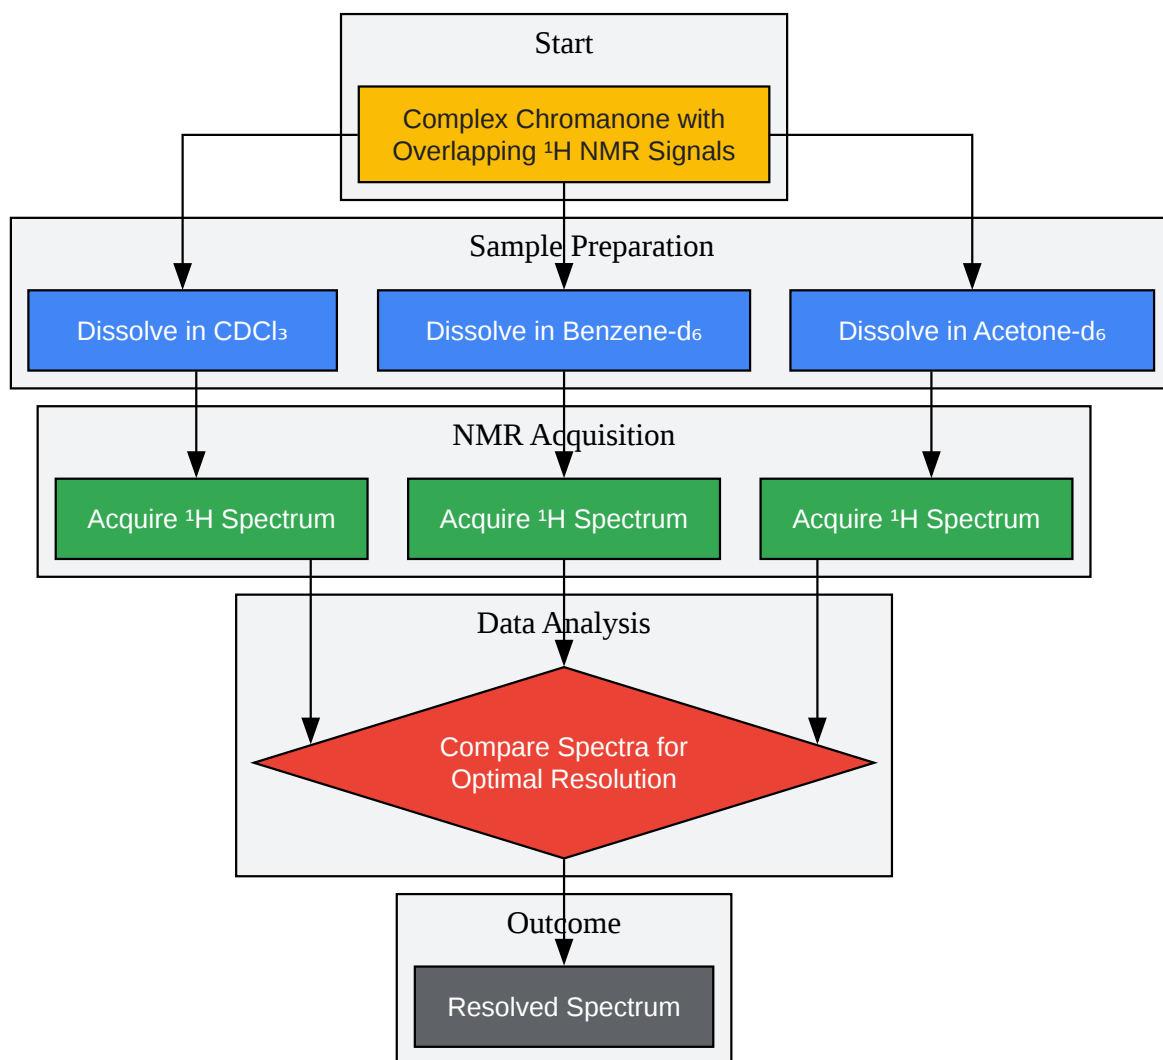 Start
Complex Chromanone with
Overlapping ¹H NMR Signals
Sample Preparation
Dissolve in CDCl₃
Dissolve in Benzene-d₆
Dissolve in Acetone-d₆
NMR Acquisition
Acquire ¹H Spectrum
Acquire ¹H Spectrum
Acquire ¹H Spectrum
Data Analysis
Compare Spectra for
Optimal Resolution
Outcome
Resolved Spectrum